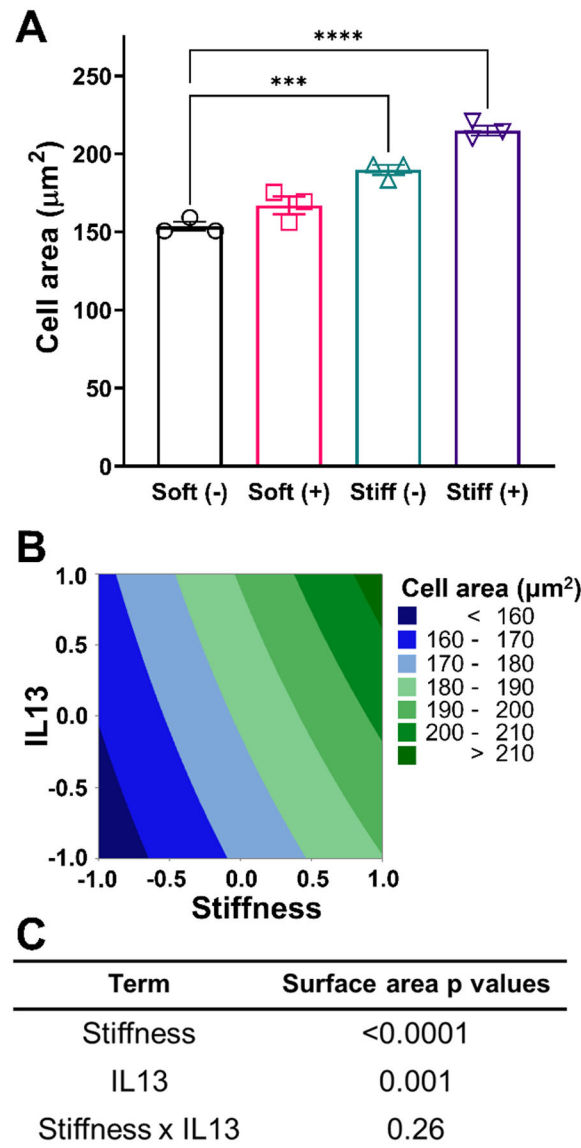 A
****
***
Cell area (μm²)
250
200
150
100
50
0
Soft (-) Soft (+) Stiff (-) Stiff (+)
B
IL13
1.0
0.5
0.0
-0.5
-1.0
-1.0 -0.5 0.0 0.5 1.0
Stiffness
Cell area (μm²)
< 160
160 - 170
170 - 180
180 - 190
190 - 200
200 - 210
> 210
C
Term Surface area p values
Stiffness <0.0001
IL13 0.001
Stiffness x IL13 0.26